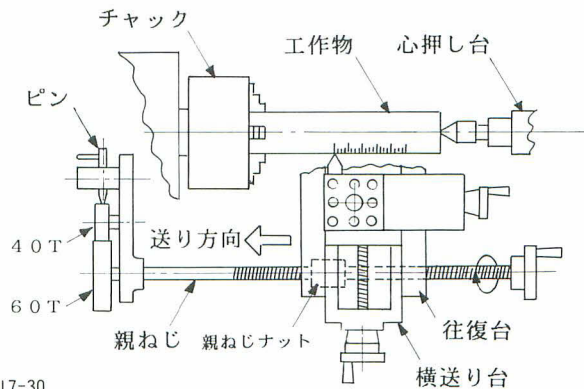 チャック
工作物
心押し台
ピン
送り方向
40T
60T
親ねじ
親ねじナット
往復台
横送り台
17-30